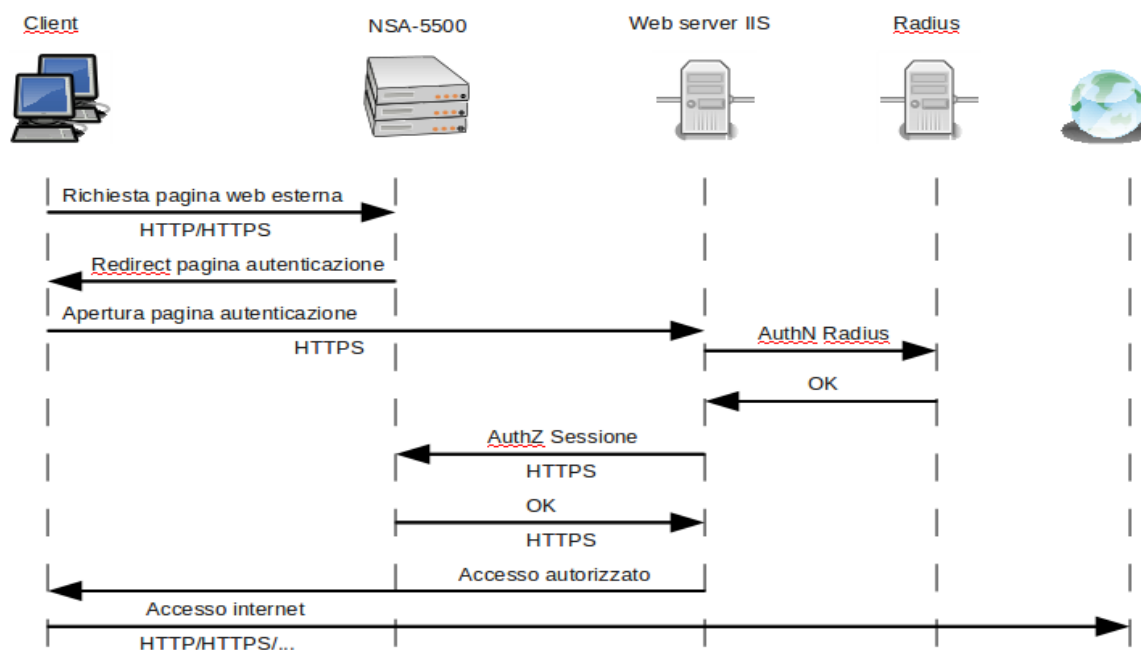 Client
NSA-5500
Web server IIS
Radius
Richiesta pagina web esterna
HTTP/HTTPS
Redirect pagina autenticazione
Apertura pagina autenticazione
HTTPS
AuthN Radius
OK
AuthZ Sessione
HTTPS
OK
HTTPS
Accesso autorizzato
Accesso internet
HTTP/HTTPS/...